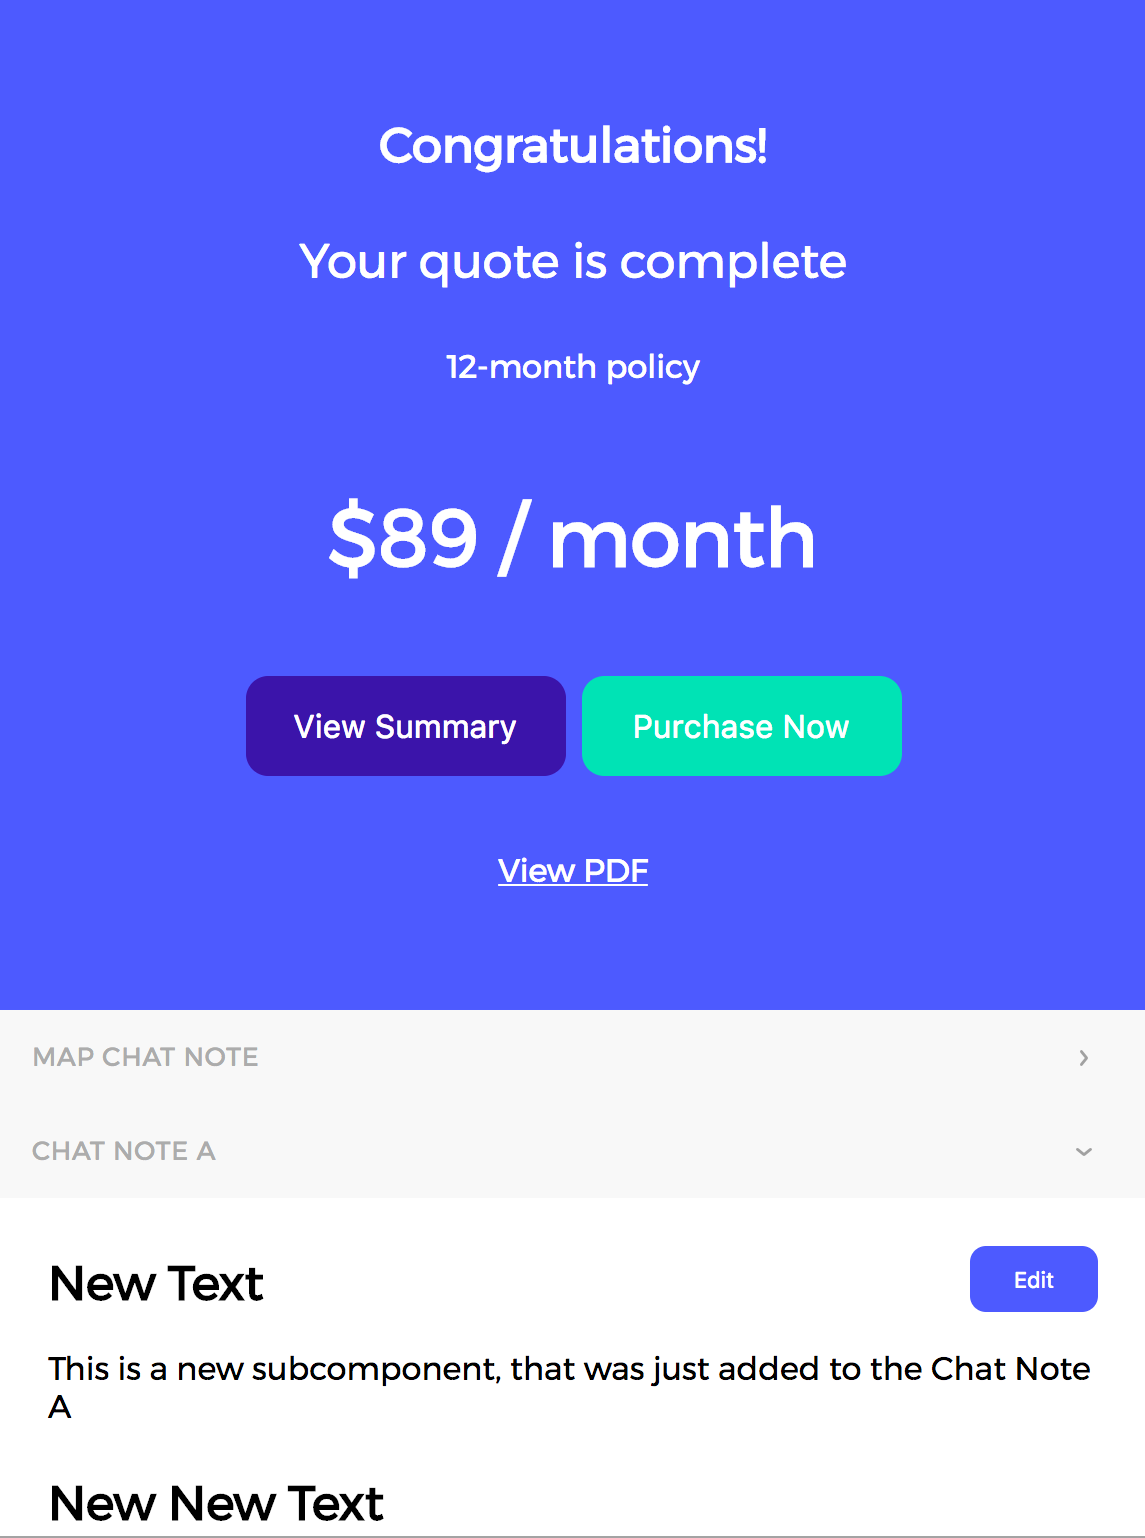 Congratulations!
Your quote is complete
12-month policy
$89 / month
View Summary
Purchase Now
View PDF
MAP CHAT NOTE
CHAT NOTE A
New Text
Edit
This is a new subcomponent, that was just added to the Chat Note
A
New New Text